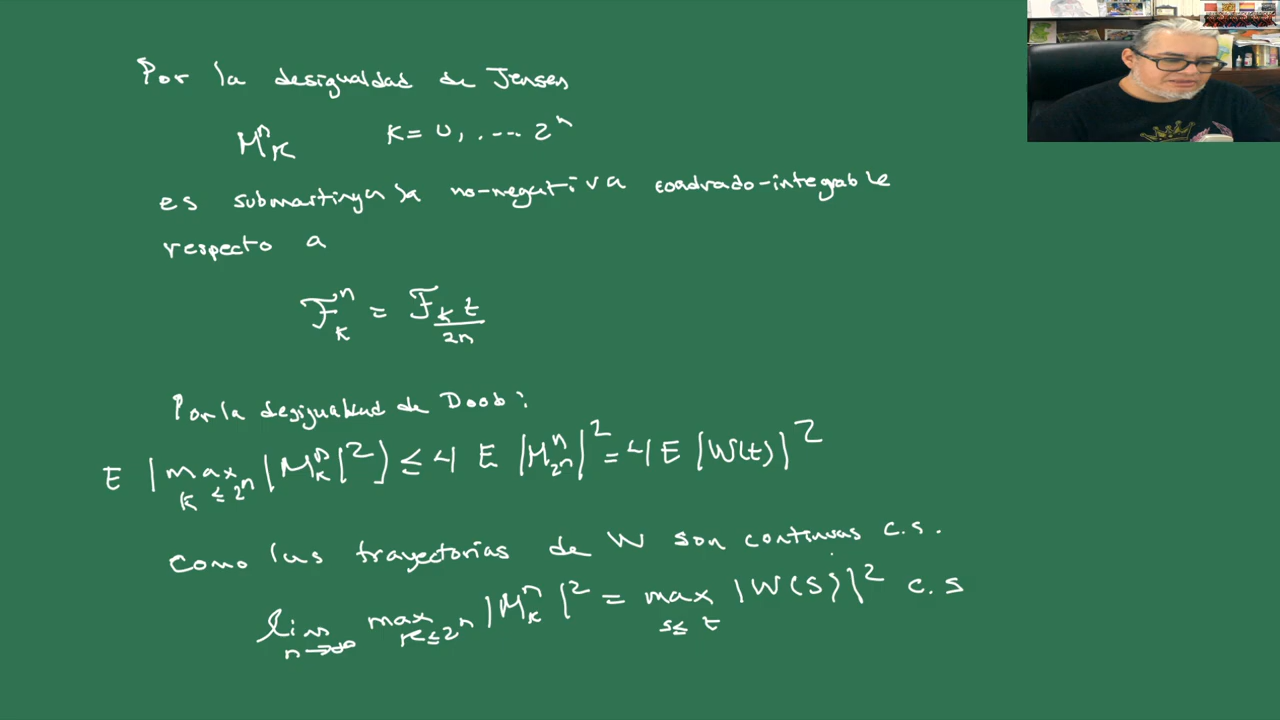 Por la desigualdad de Jensen
M^n_K K = 0, .... 2^n
es submartingala no-negativa cuadrado-integrable
respecto a
F^n_k = F_{k t / 2n}
Por la desigualdad de Doob:
E |max_{K ≤ 2^n} |M^n_K|^2) ≤ 4 E |M^n_{2^n}|^2 = 4 E |W(t)|^2
Como las trayectorias de W son continuas c.s.
lim_{n→∞} max_{K ≤ 2^n} |M^n_K|^2 = max_{s ≤ t} |W(s)|^2 c.s